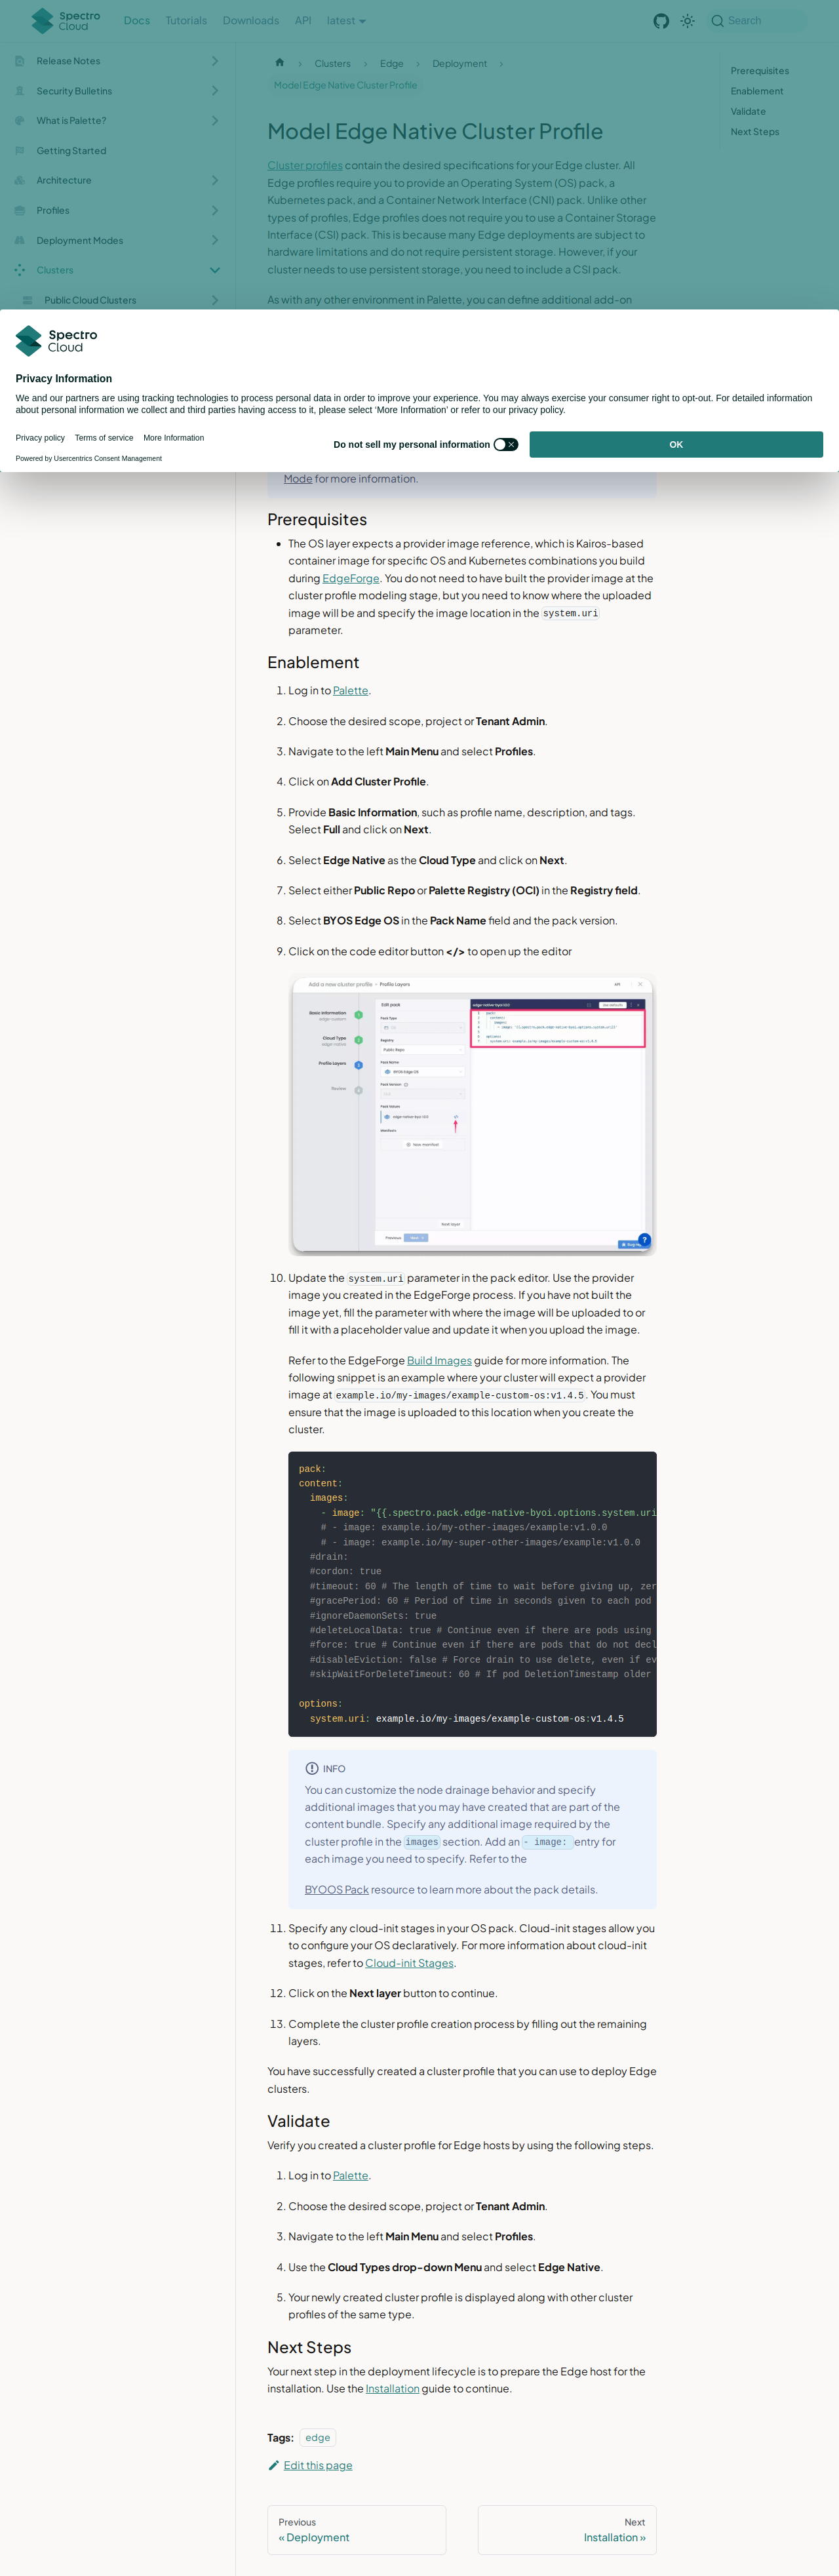 Spectro Cloud
Docs
Tutorials
Downloads
API
latest
Search
Release Notes
Security Bulletins
What is Palette?
Getting Started
Architecture
Profiles
Deployment Modes
Clusters
Public Cloud Clusters
Clusters
Edge
Deployment
Model Edge Native Cluster Profile
Prerequisites
Enablement
Validate
Next Steps
Model Edge Native Cluster Profile
Cluster profiles contain the desired specifications for your Edge cluster. All
Edge profiles require you to provide an Operating System (OS) pack, a
Kubernetes pack, and a Container Network Interface (CNI) pack. Unlike other
types of profiles, Edge profiles does not require you to use a Container Storage
Interface (CSI) pack. This is because many Edge deployments are subject to
hardware limitations and do not require persistent storage. However, if your
cluster needs to use persistent storage, you need to include a CSI pack.
As with any other environment in Palette, you can define additional add-on
Spectro Cloud
Privacy Information
We and our partners are using tracking technologies to process personal data in order to improve your experience. You may always exercise your consumer right to opt-out. For detailed information
about personal information we collect and third parties having access to it, please select ‘More Information’ or refer to our privacy policy.
Privacy policy
Terms of service
More Information
Do not sell my personal information
OK
Powered by Usercentrics Consent Management
Mode for more information.
Prerequisites
• The OS layer expects a provider image reference, which is Kairos-based
container image for specific OS and Kubernetes combinations you build
during EdgeForge. You do not need to have built the provider image at the
cluster profile modeling stage, but you need to know where the uploaded
image will be and specify the image location in the system.uri
parameter.
Enablement
1. Log in to Palette.
2. Choose the desired scope, project or Tenant Admin.
3. Navigate to the left Main Menu and select Profiles.
4. Click on Add Cluster Profile.
5. Provide Basic Information, such as profile name, description, and tags.
Select Full and click on Next.
6. Select Edge Native as the Cloud Type and click on Next.
7. Select either Public Repo or Palette Registry (OCI) in the Registry field.
8. Select BYOS Edge OS in the Pack Name field and the pack version.
9. Click on the code editor button </> to open up the editor
Add a new cluster profile
Profile Layers
API
Basic Information
Cloud Type
Profile Layers
Review
Edit pack
Pack Type
Registry
Public Repo
Pack Name
BYOS Edge OS
Pack Version
Pack Values
Manifests
New manifest
Next layer
Previous
Next
?
10. Update the system.uri parameter in the pack editor. Use the provider
image you created in the EdgeForge process. If you have not built the
image yet, fill the parameter with where the image will be uploaded to or
fill it with a placeholder value and update it when you upload the image.
Refer to the EdgeForge Build Images guide for more information. The
following snippet is an example where your cluster will expect a provider
image at example.io/my-images/example-custom-os:v1.4.5. You must
ensure that the image is uploaded to this location when you create the
cluster.
pack:
content:
images:
- image: "{{.spectro.pack.edge-native-byoi.options.system.uri
# - image: example.io/my-other-images/example:v1.0.0
# - image: example.io/my-super-other-images/example:v1.0.0
#drain:
#cordon: true
#timeout: 60 # The length of time to wait before giving up, zer
#gracePeriod: 60 # Period of time in seconds given to each pod
#ignoreDaemonSets: true
#deleteLocalData: true # Continue even if there are pods using
#force: true # Continue even if there are pods that do not decl
#disableEviction: false # Force drain to use delete, even if ev
#skipWaitForDeleteTimeout: 60 # If pod DeletionTimestamp older
options:
system.uri: example.io/my-images/example-custom-os:v1.4.5
INFO
You can customize the node drainage behavior and specify
additional images that you may have created that are part of the
content bundle. Specify any additional image required by the
cluster profile in the images section. Add an - image: entry for
each image you need to specify. Refer to the
BYOOS Pack resource to learn more about the pack details.
11. Specify any cloud-init stages in your OS pack. Cloud-init stages allow you
to configure your OS declaratively. For more information about cloud-init
stages, refer to Cloud-init Stages.
12. Click on the Next layer button to continue.
13. Complete the cluster profile creation process by filling out the remaining
layers.
You have successfully created a cluster profile that you can use to deploy Edge
clusters.
Validate
Verify you created a cluster profile for Edge hosts by using the following steps.
1. Log in to Palette.
2. Choose the desired scope, project or Tenant Admin.
3. Navigate to the left Main Menu and select Profiles.
4. Use the Cloud Types drop-down Menu and select Edge Native.
5. Your newly created cluster profile is displayed along with other cluster
profiles of the same type.
Next Steps
Your next step in the deployment lifecycle is to prepare the Edge host for the
installation. Use the Installation guide to continue.
Tags: edge
Edit this page
Previous
« Deployment
Next
Installation »